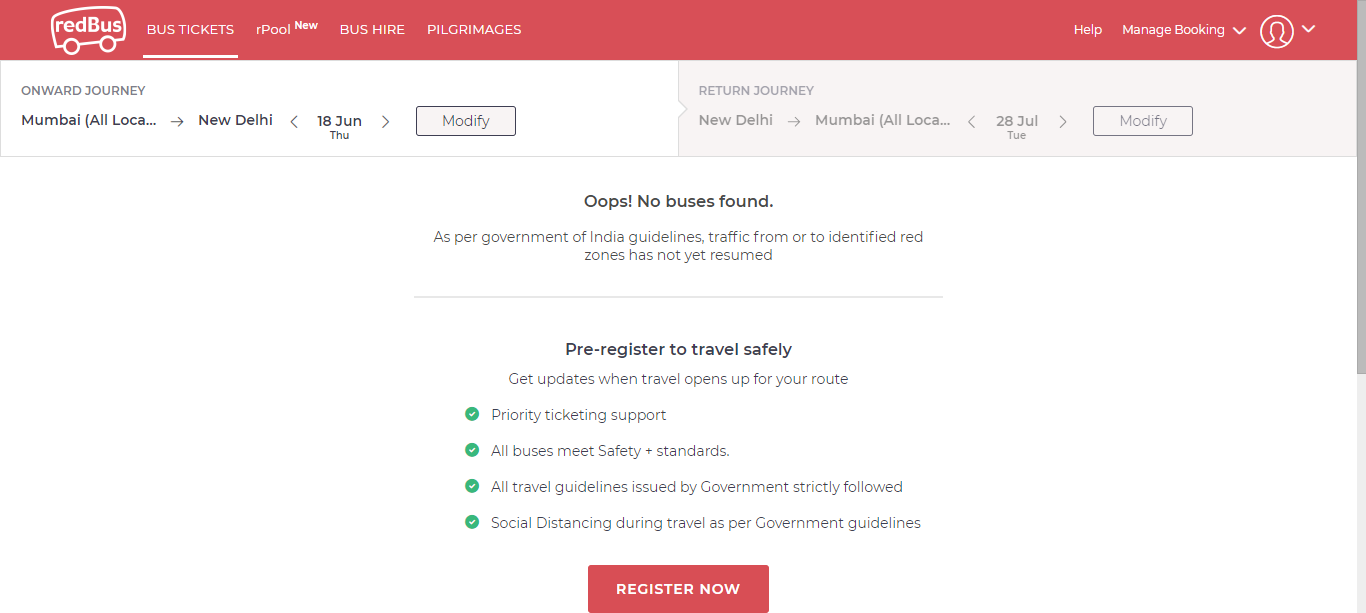 redBus
BUS TICKETS
rPool New
BUS HIRE
PILGRIMAGES
Help
Manage Booking
ONWARD JOURNEY
Mumbai (All Loca... → New Delhi < 18 Jun >
Thu
Modify
RETURN JOURNEY
New Delhi → Mumbai (All Loca... < 28 Jul >
Tue
Modify
Oops! No buses found.
As per government of India guidelines, traffic from or to identified red
zones has not yet resumed
Pre-register to travel safely
Get updates when travel opens up for your route
Priority ticketing support
All buses meet Safety + standards.
All travel guidelines issued by Government strictly followed
Social Distancing during travel as per Government guidelines
REGISTER NOW